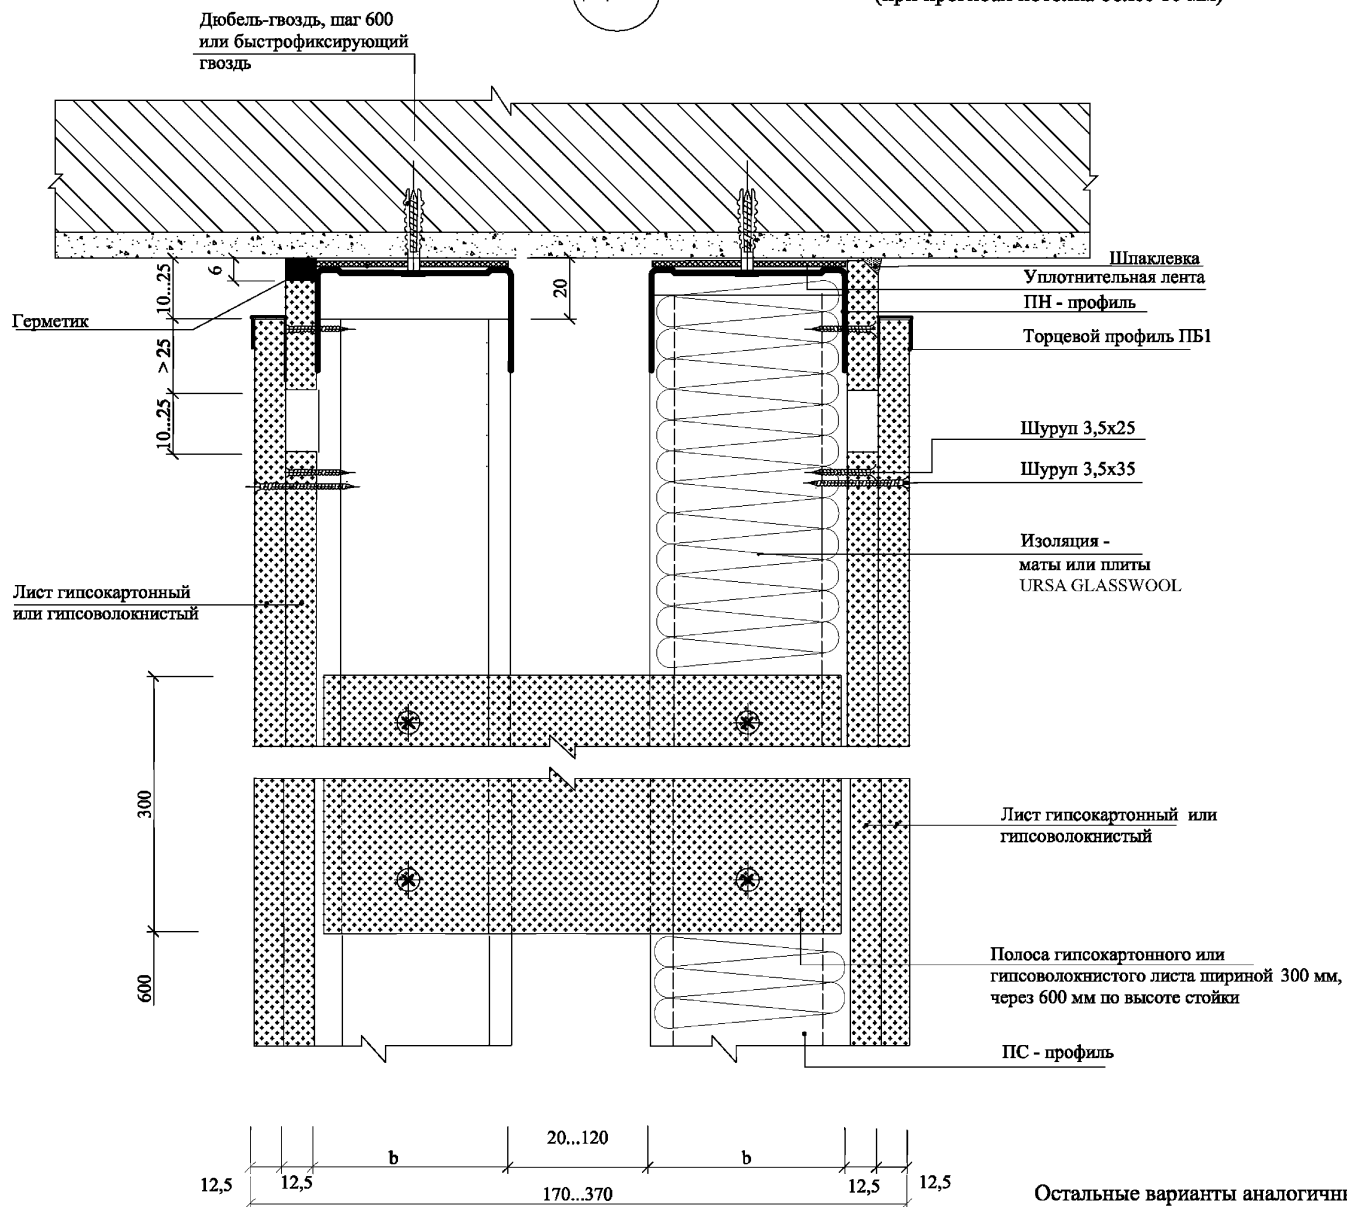 Дюбель-гвоздь, шаг 600
или быстрофиксирующий
гвоздь
10...25
6
20
Герметик
> 25
10...25
Шпаклевка
Уплотнительная лента
ПН - профиль
Торцевой профиль ПБ1
Шуруп 3,5х25
Шуруп 3,5х35
Изоляция -
маты или плиты
URSA GLASSWOOL
Лист гипсокартонный
или гипсоволокнистый
300
600
Лист гипсокартонный или
гипсоволокнистый
Полоса гипсокартонного или
гипсоволокнистого листа шириной 300 мм,
через 600 мм по высоте стойки
ПС - профиль
12,5
12,5
b
20...120
b
12,5
12,5
170...370
Остальные варианты